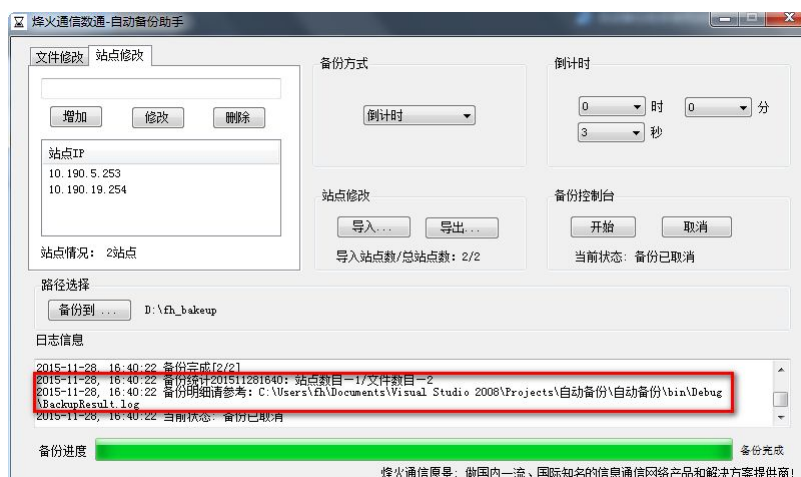 烽火通信数通-自动备份助手
文件修改 站点修改
增加 修改 删除
站点IP
10.190.5.253
10.190.19.254
站点情况: 2站点
备份方式
倒计时
倒计时
0 时 0 分
3 秒
站点修改
导入... 导出...
导入站点数/总站点数: 2/2
备份控制台
开始 取消
当前状态: 备份已取消
路径选择
备份到 ... D:\fh_bakeup
日志信息
2015-11-28, 16:40:22 备份完成[2/2]
2015-11-28, 16:40:22 备份统计201511281640: 站点数目—1/文件数目—2
2015-11-28, 16:40:22 备份明细请参考: C:\Users\fh\Documents\Visual Studio 2008\Projects\自动备份\自动备份\bin\Debug
\BackupResult.log
2015-11-28, 16:40:22 当前状态: 备份已取消
备份进度 备份完成
烽火通信愿景: 做国内一流、国际知名的信息通信网络产品和解决方案提供商!